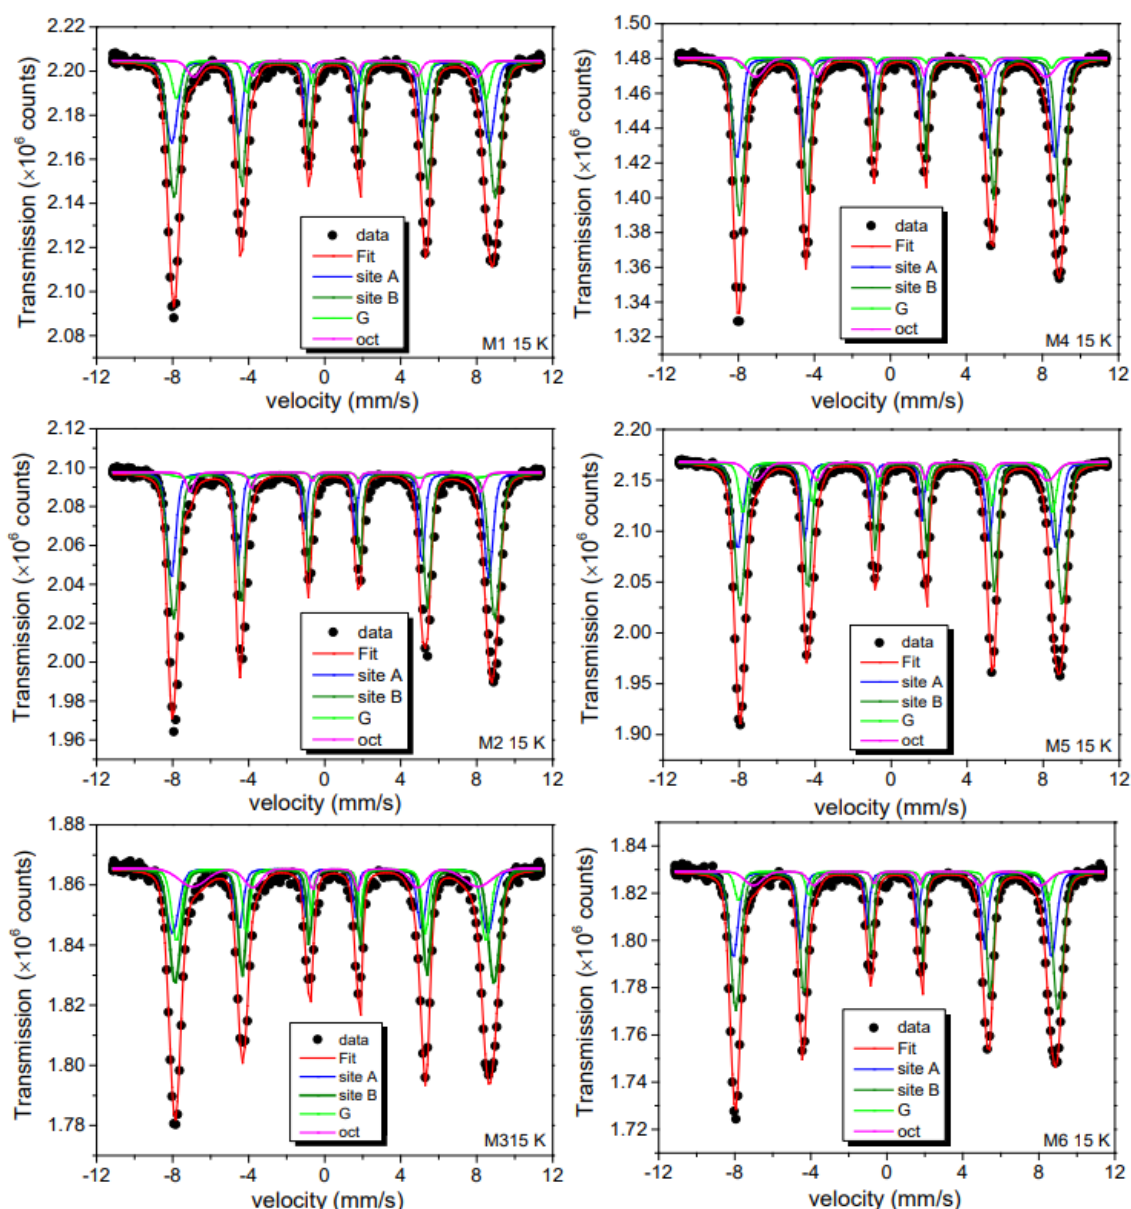 2.22
2.20
2.18
2.16
2.14
2.12
2.10
2.08
Transmission (×10⁶ counts)
data
Fit
site A
site B
G
oct
M1 15 K
-12 -8 -4 0 4 8 12
velocity (mm/s)
1.50
1.48
1.46
1.44
1.42
1.40
1.38
1.36
1.34
1.32
Transmission (×10⁶ counts)
data
Fit
site A
site B
G
oct
M4 15 K
-12 -8 -4 0 4 8 12
velocity (mm/s)
2.12
2.10
2.08
2.06
2.04
2.02
2.00
1.98
1.96
Transmission (×10⁶ counts)
data
Fit
site A
site B
G
oct
M2 15 K
-12 -8 -4 0 4 8 12
velocity (mm/s)
2.20
2.15
2.10
2.05
2.00
1.95
1.90
Transmission (×10⁶ counts)
data
Fit
site A
site B
G
oct
M5 15 K
-12 -8 -4 0 4 8 12
velocity (mm/s)
1.88
1.86
1.84
1.82
1.80
1.78
Transmission (×10⁶ counts)
data
Fit
site A
site B
G
oct
M315 K
-12 -8 -4 0 4 8 12
velocity (mm/s)
1.84
1.82
1.80
1.78
1.76
1.74
1.72
Transmission (×10⁶ counts)
data
Fit
site A
site B
G
oct
M6 15 K
-12 -8 -4 0 4 8 12
velocity (mm/s)